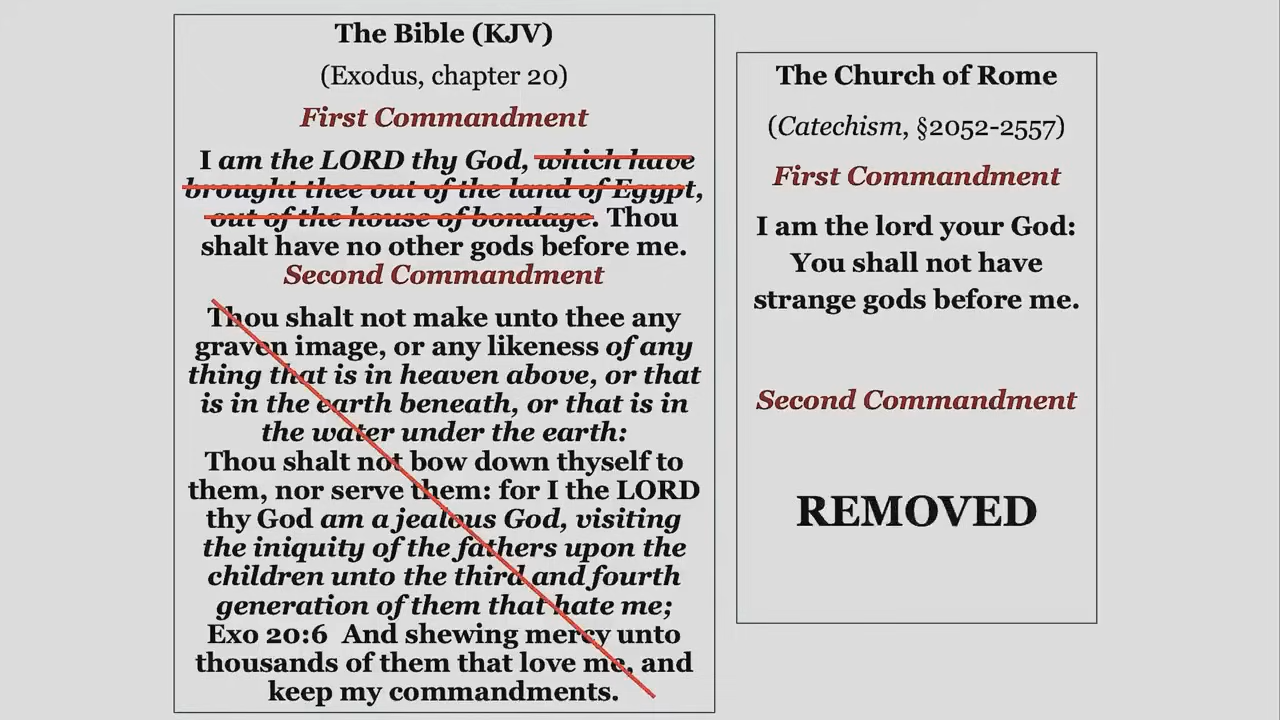 The Bible (KJV)
(Exodus, chapter 20)
First Commandment
I am the LORD thy God, which have
brought thee out of the land of Egypt,
out of the house of bondage. Thou
shalt have no other gods before me.
Second Commandment
Thou shalt not make unto thee any
graven image, or any likeness of any
thing that is in heaven above, or that
is in the earth beneath, or that is in
the water under the earth:
Thou shalt not bow down thyself to
them, nor serve them: for I the LORD
thy God am a jealous God, visiting
the iniquity of the fathers upon the
children unto the third and fourth
generation of them that hate me;
Exo 20:6 And shewing mercy unto
thousands of them that love me, and
keep my commandments.
The Church of Rome
(Catechism, §2052-2557)
First Commandment
I am the lord your God:
You shall not have
strange gods before me.
Second Commandment
REMOVED